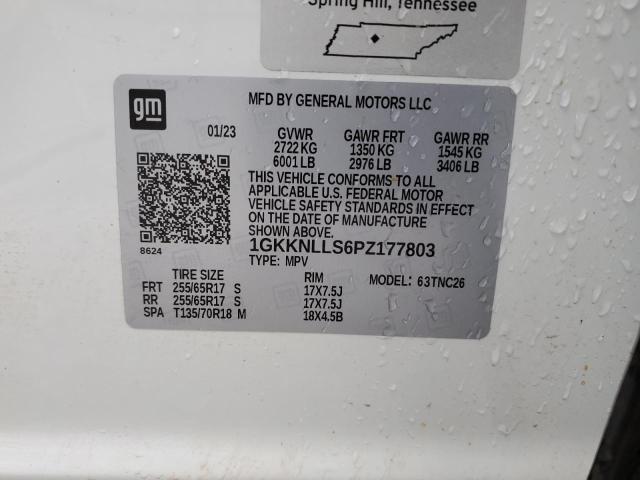 Spring Hill, Tennessee
gm
MFD BY GENERAL MOTORS LLC
01/23 GVWR GAWR FRT GAWR RR
2722 KG 1350 KG 1545 KG
6001 LB 2976 LB 3406 LB
THIS VEHICLE CONFORMS TO ALL
APPLICABLE U.S. FEDERAL MOTOR
VEHICLE SAFETY STANDARDS IN EFFECT
ON THE DATE OF MANUFACTURE
SHOWN ABOVE.
8624
1GKKNLLS6PZ177803
TYPE: MPV
TIRE SIZE RIM MODEL: 63TNC26
FRT 255/65R17 S 17X7.5J
RR 255/65R17 S 17X7.5J
SPA T135/70R18 M 18X4.5B